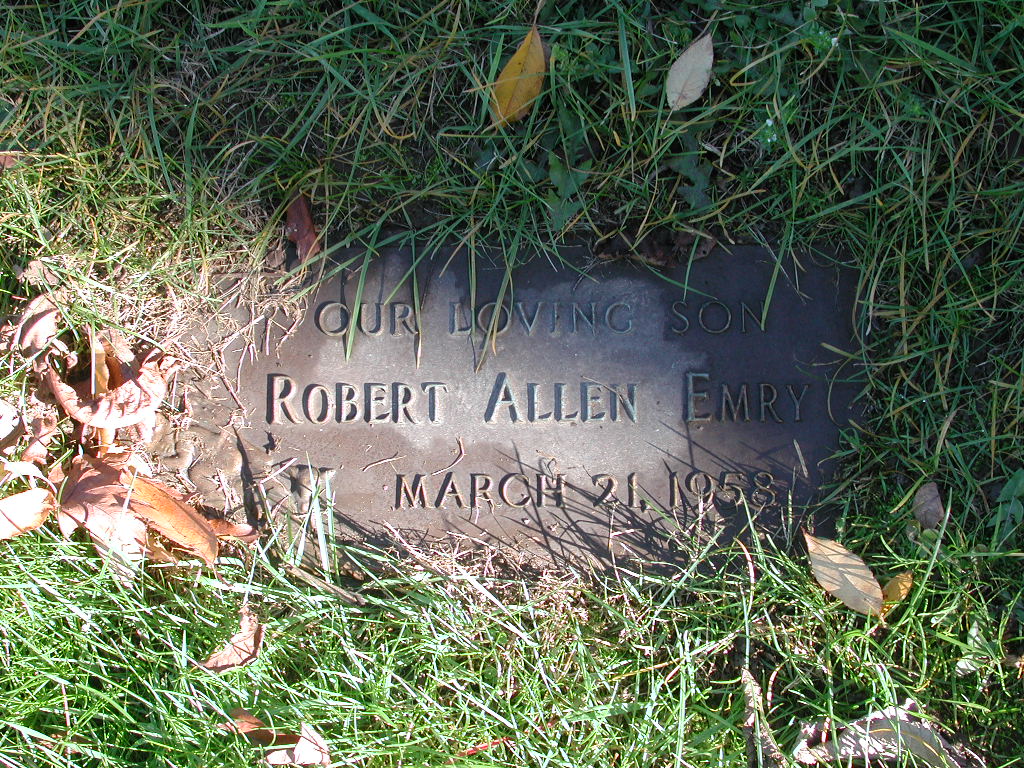 OUR LOVING SON
ROBERT ALLEN EMRY
MARCH 21, 1958